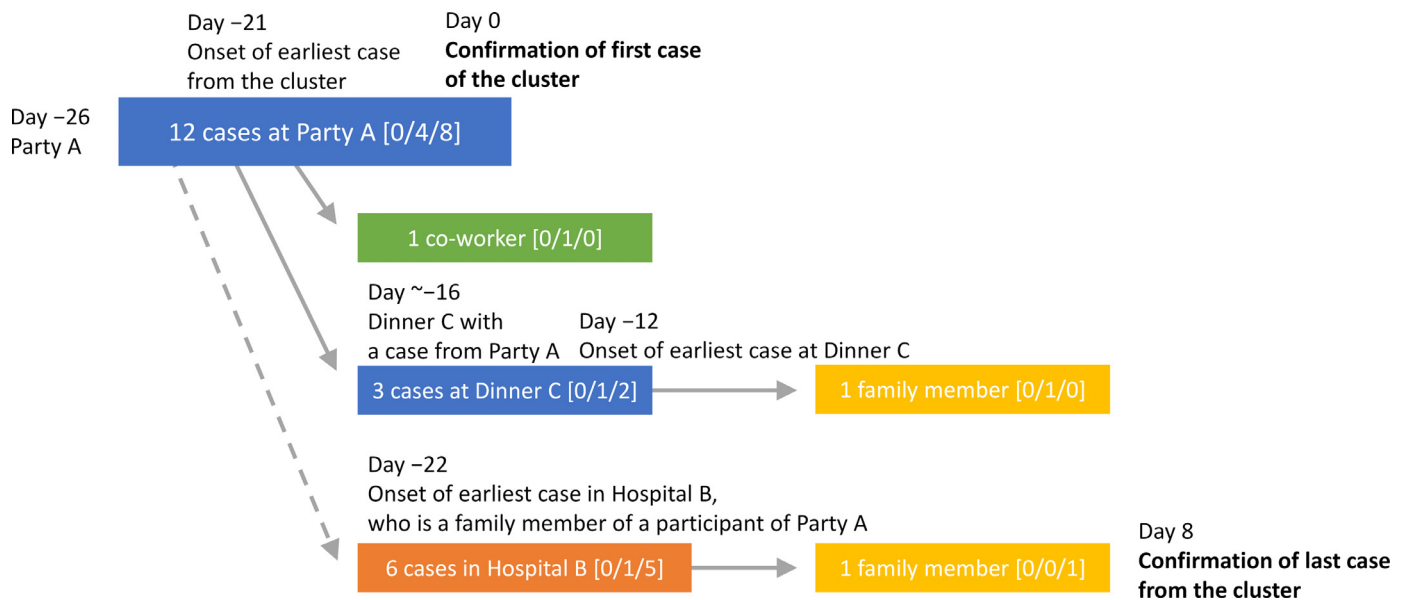 Day −21
Onset of earliest case
from the cluster
Day 0
Confirmation of first case
of the cluster
Day −26
Party A
12 cases at Party A [0/4/8]
1 co-worker [0/1/0]
Day ~−16
Dinner C with
a case from Party A
Day −12
Onset of earliest case at Dinner C
3 cases at Dinner C [0/1/2]
1 family member [0/1/0]
Day −22
Onset of earliest case in Hospital B,
who is a family member of a participant of Party A
6 cases in Hospital B [0/1/5]
1 family member [0/0/1]
Day 8
Confirmation of last case
from the cluster